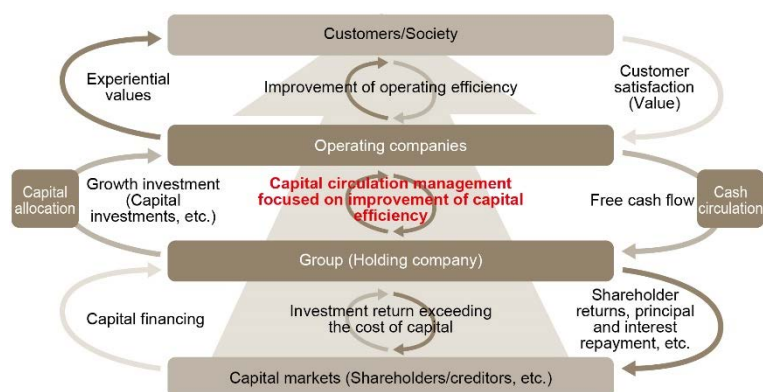 Customers/Society
Experiential
values
Improvement of operating efficiency
Customer
satisfaction
(Value)
Operating companies
Capital
allocation
Growth investment
(Capital
investments, etc.)
Capital circulation management
focused on improvement of capital
efficiency
Free cash flow
Cash
circulation
Group (Holding company)
Capital financing
Investment return exceeding
the cost of capital
Shareholder
returns, principal
and interest
repayment, etc.
Capital markets (Shareholders/creditors, etc.)